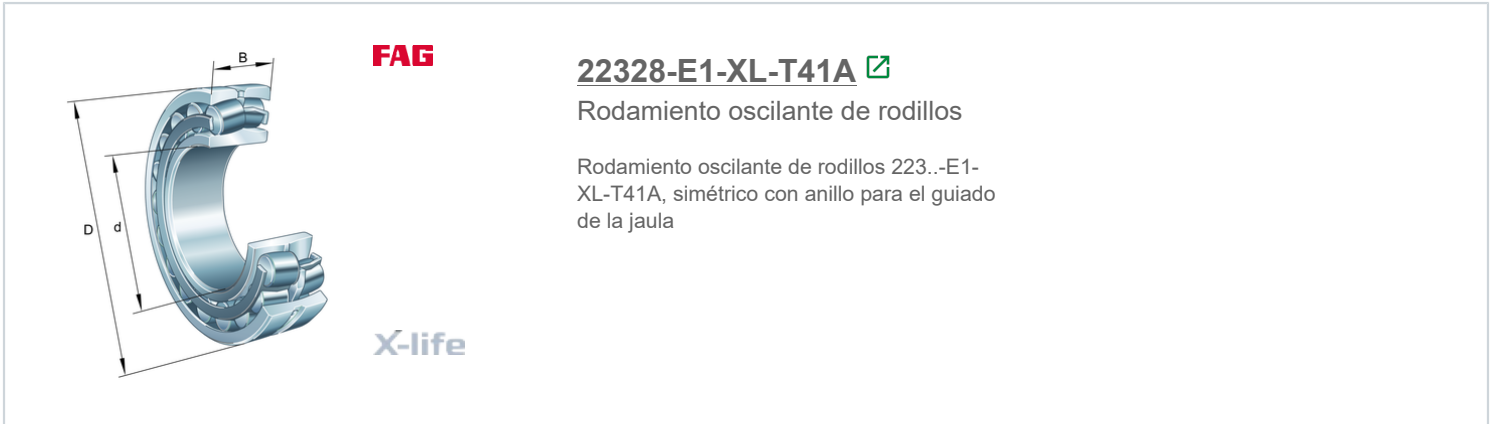 FAG
B
D
d
X-life
22328-E1-XL-T41A
Rodamiento oscilante de rodillos
Rodamiento oscilante de rodillos 223..-E1-
XL-T41A, simétrico con anillo para el guiado
de la jaula